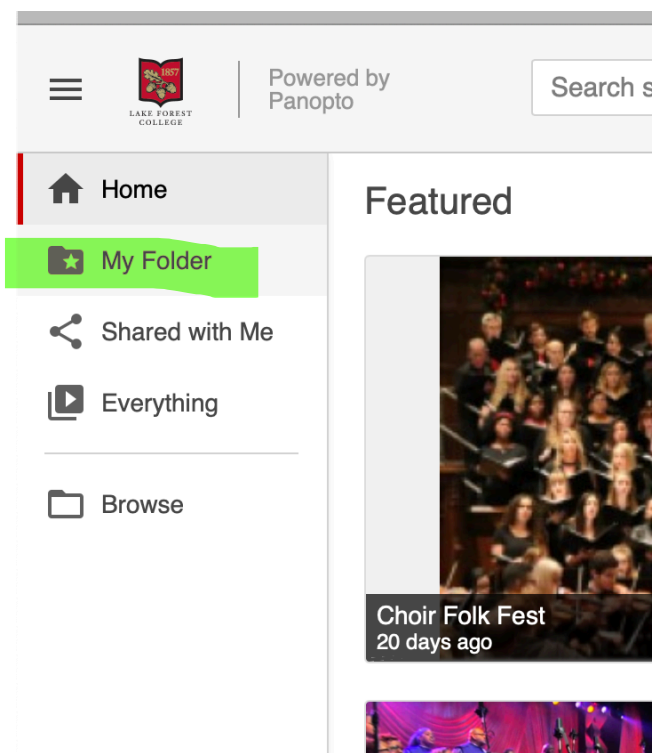 1857
LAKE FOREST
COLLEGE
Powered by
Panopto
Search s
Home
My Folder
Shared with Me
Everything
Browse
Featured
Choir Folk Fest
20 days ago